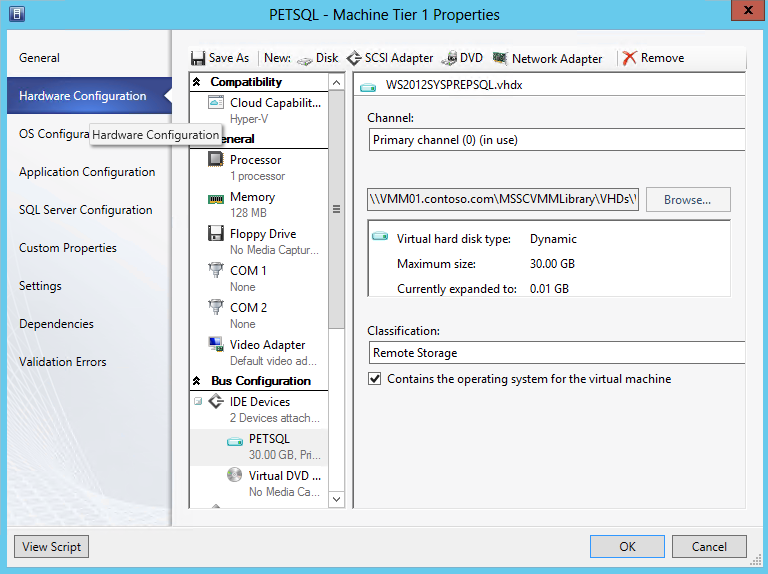 PETSQL - Machine Tier 1 Properties
x
General
Hardware Configuration
OS Configura
Hardware Configuration
Application Configuration
SQL Server Configuration
Custom Properties
Settings
Dependencies
Validation Errors
Save As New: Disk SCSI Adapter DVD Network Adapter Remove
Compatibility
Cloud Capabilit...
Hyper-V
eneral
Processor
1 processor
Memory
128 MB
Floppy Drive
No Media Captur...
COM 1
None
COM 2
None
Video Adapter
Default video ad...
Bus Configuration
IDE Devices
2 Devices attach...
PETSQL
30.00 GB, Pri...
Virtual DVD ...
No Media Ca...
WS2012SYSPREPSQL.vhdx
Channel:
Primary channel (0) (in use)
\\VMM01.contoso.com\MSSCVMMLibrary\VHDs\ Browse...
Virtual hard disk type: Dynamic
Maximum size: 30.00 GB
Currently expanded to: 0.01 GB
Classification:
Remote Storage
Contains the operating system for the virtual machine
View Script OK Cancel